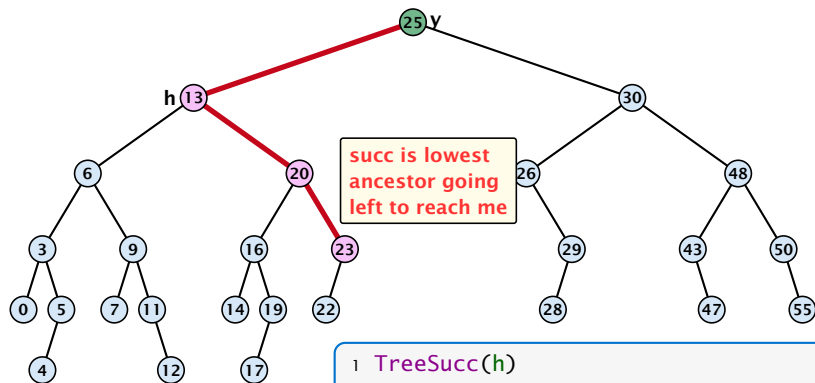 25 y
h 13 30
6 20 26 48
succ is lowest
ancestor going
left to reach me
3 9 16 23 29 43 50
0 5 7 11 14 19 22 28 47 55
4 12 17
1 TreeSucc(h)